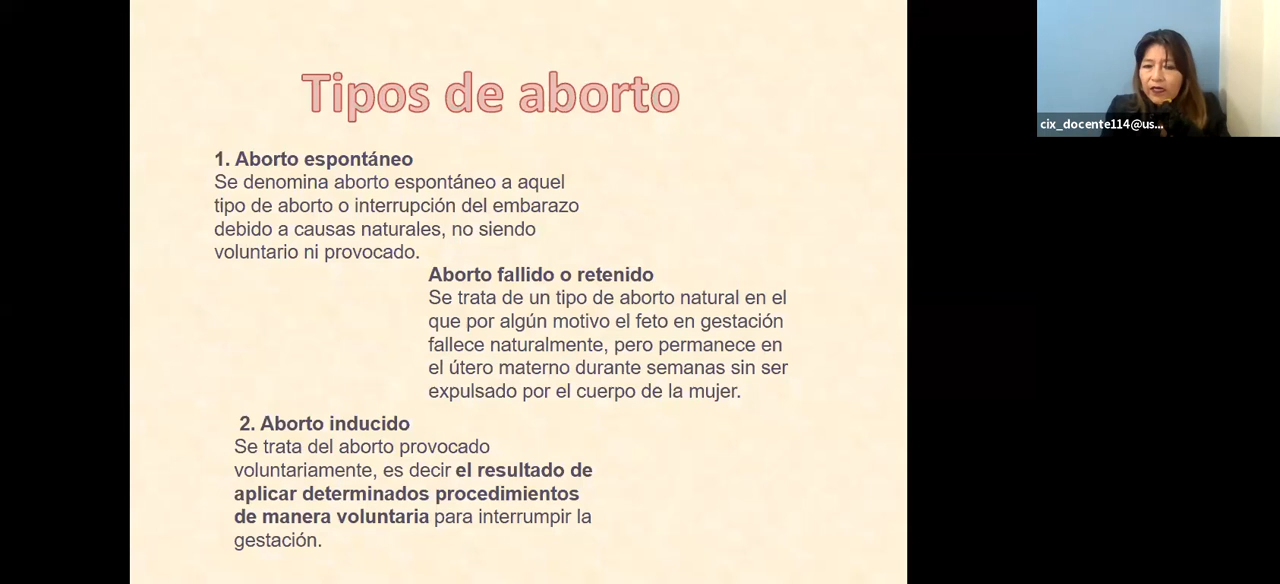 Tipos de aborto
1. Aborto espontáneo
Se denomina aborto espontáneo a aquel
tipo de aborto o interrupción del embarazo
debido a causas naturales, no siendo
voluntario ni provocado.
Aborto fallido o retenido
Se trata de un tipo de aborto natural en el
que por algún motivo el feto en gestación
fallece naturalmente, pero permanece en
el útero materno durante semanas sin ser
expulsado por el cuerpo de la mujer.
2. Aborto inducido
Se trata del aborto provocado
voluntariamente, es decir el resultado de
aplicar determinados procedimientos
de manera voluntaria para interrumpir la
gestación.
cix_docente114@us...